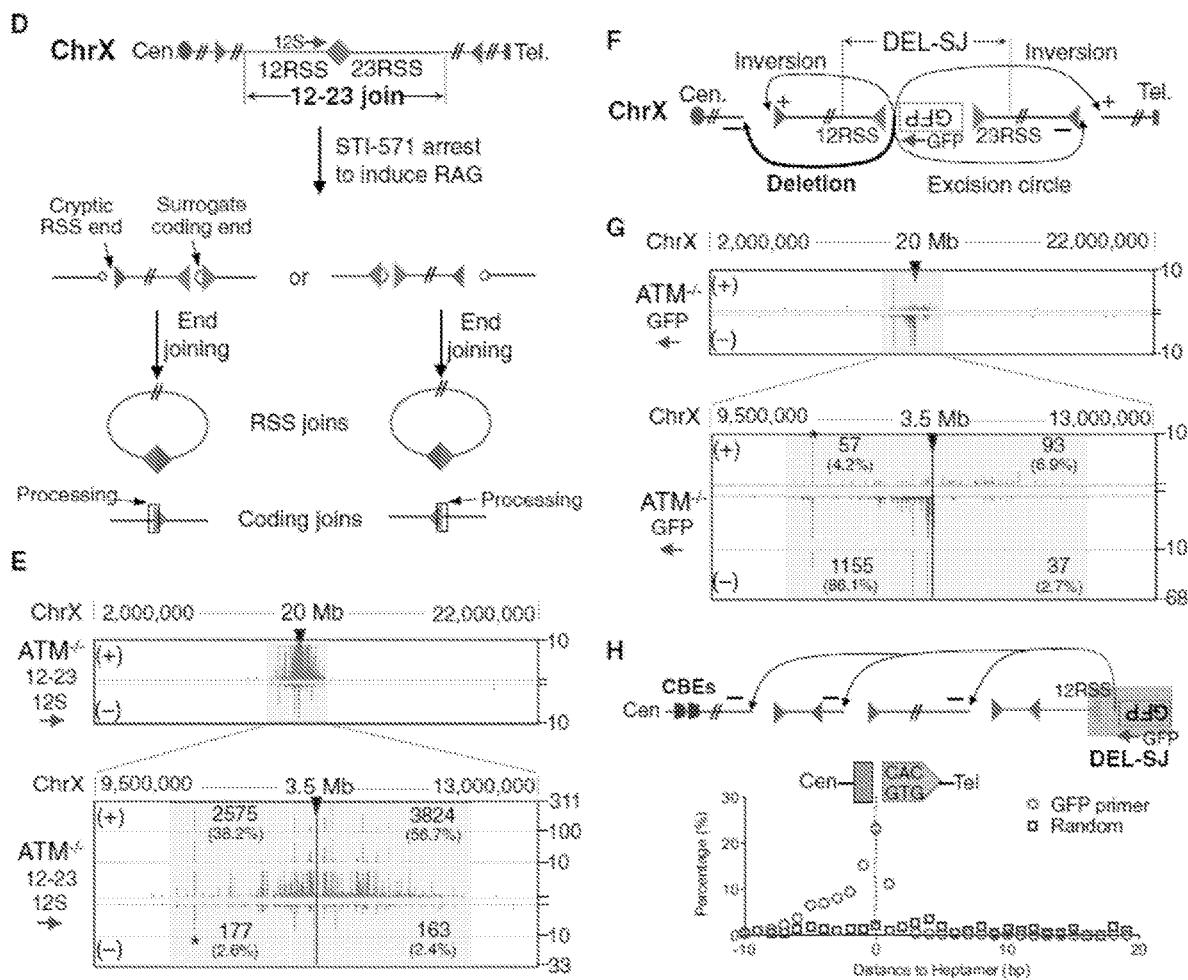 D
ChrX Cen. 12S Tel.
12RSS 23RSS
12-23 join
STI-571 arrest
to induce RAG
Cryptic
RSS end
Surrogate
coding end
or
End
joining
End
joining
RSS joins
Processing
Processing
Coding joins
E
ChrX 2,000,000 20 Mb 22,000,000
ATM-/-
12-23
12S
(+)
(–)
10
10
ChrX 9,500,000 3.5 Mb 13,000,000
ATM-/-
12-23
12S
(+)
(–)
2575
(38.2%)
3824
(56.7%)
177
(2.6%)
*
163
(2.4%)
311
100
10
10
33
F
DEL-SJ
Inversion
Inversion
ChrX
Cen.
+
+
Tel.
–
12RSS
GFP
GFP
23RSS
–
Deletion
Excision circle
G
ChrX 2,000,000 20 Mb 22,000,000
ATM-/-
GFP
(+)
(–)
10
10
ChrX 9,500,000 3.5 Mb 13,000,000
ATM-/-
GFP
(+)
(–)
*
57
(4.2%)
93
(6.9%)
1155
(86.1%)
37
(2.7%)
10
10
68
H
CBEs
Cen
–
–
–
12RSS
GFP
GFP
DEL-SJ
Cen
CAC
GTG
Tel
GFP primer
Random
Percentage (%)
30
20
10
0
-10 0 10 20
Distance to Heptamer (bp)